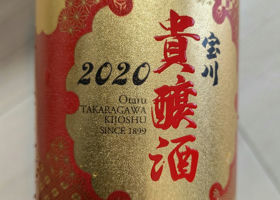 宝川
貴醸酒
2020
Otaru
TAKARAGAWA
KIJOSHU
SINCE 1899